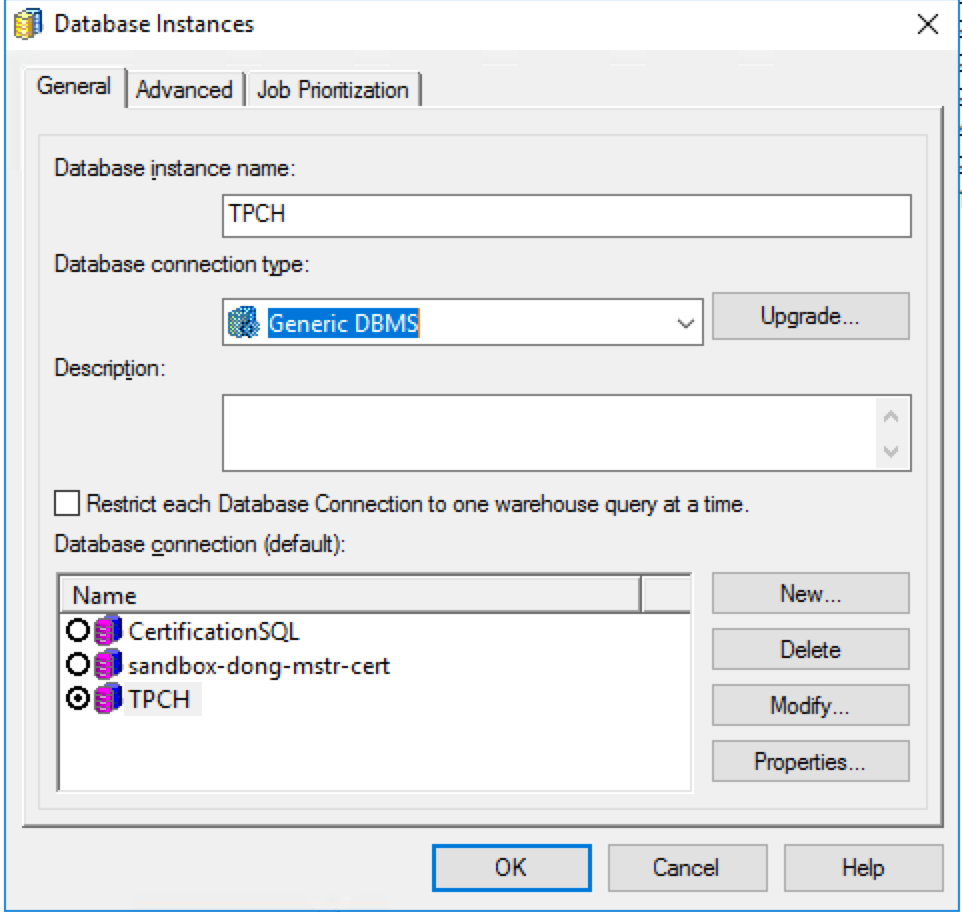 Database Instances
General Advanced Job Prioritization
Database instance name:
TPCH
Database connection type:
Generic DBMS Upgrade...
Description:
Restrict each Database Connection to one warehouse query at a time.
Database connection (default):
Name New...
CertificationSQL
sandbox-dong-mstr-cert Delete
TPCH Modify...
Properties...
OK Cancel Help